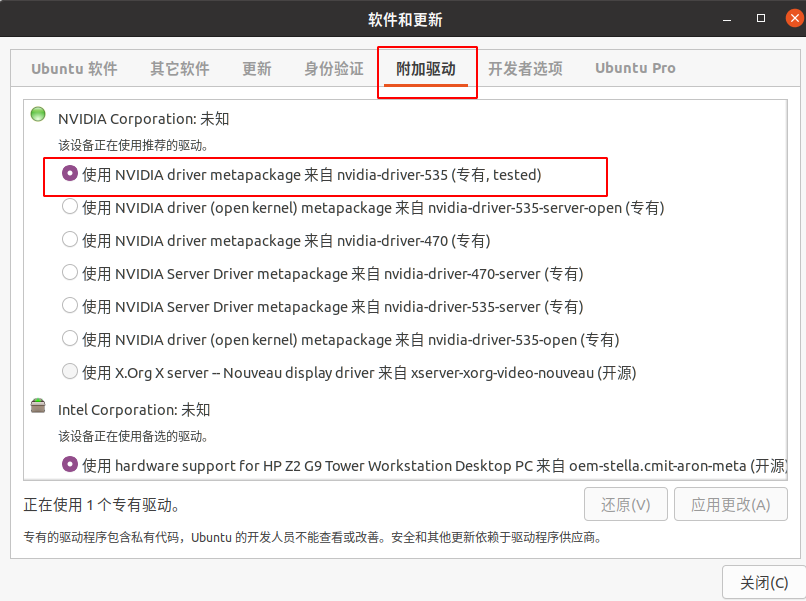 软件和更新
Ubuntu 软件 其它软件 更新 身份验证 附加驱动 开发者选项 Ubuntu Pro
NVIDIA Corporation: 未知
该设备正在使用推荐的驱动。
使用 NVIDIA driver metapackage 来自 nvidia-driver-535 (专有, tested)
使用 NVIDIA driver (open kernel) metapackage 来自 nvidia-driver-535-server-open (专有)
使用 NVIDIA driver metapackage 来自 nvidia-driver-470 (专有)
使用 NVIDIA Server Driver metapackage 来自 nvidia-driver-470-server (专有)
使用 NVIDIA Server Driver metapackage 来自 nvidia-driver-535-server (专有)
使用 NVIDIA driver (open kernel) metapackage 来自 nvidia-driver-535-open (专有)
使用 X.Org X server -- Nouveau display driver 来自 xserver-xorg-video-nouveau (开源)
Intel Corporation: 未知
该设备正在使用备选的驱动。
使用 hardware support for HP Z2 G9 Tower Workstation Desktop PC 来自 oem-stella.cmit-aron-meta (开源)
正在使用 1 个专有驱动。
还原(V) 应用更改(A)
专有的驱动程序包含私有代码，Ubuntu 的开发人员不能查看或改善。安全和其他更新依赖于驱动程序供应商。
关闭(C)